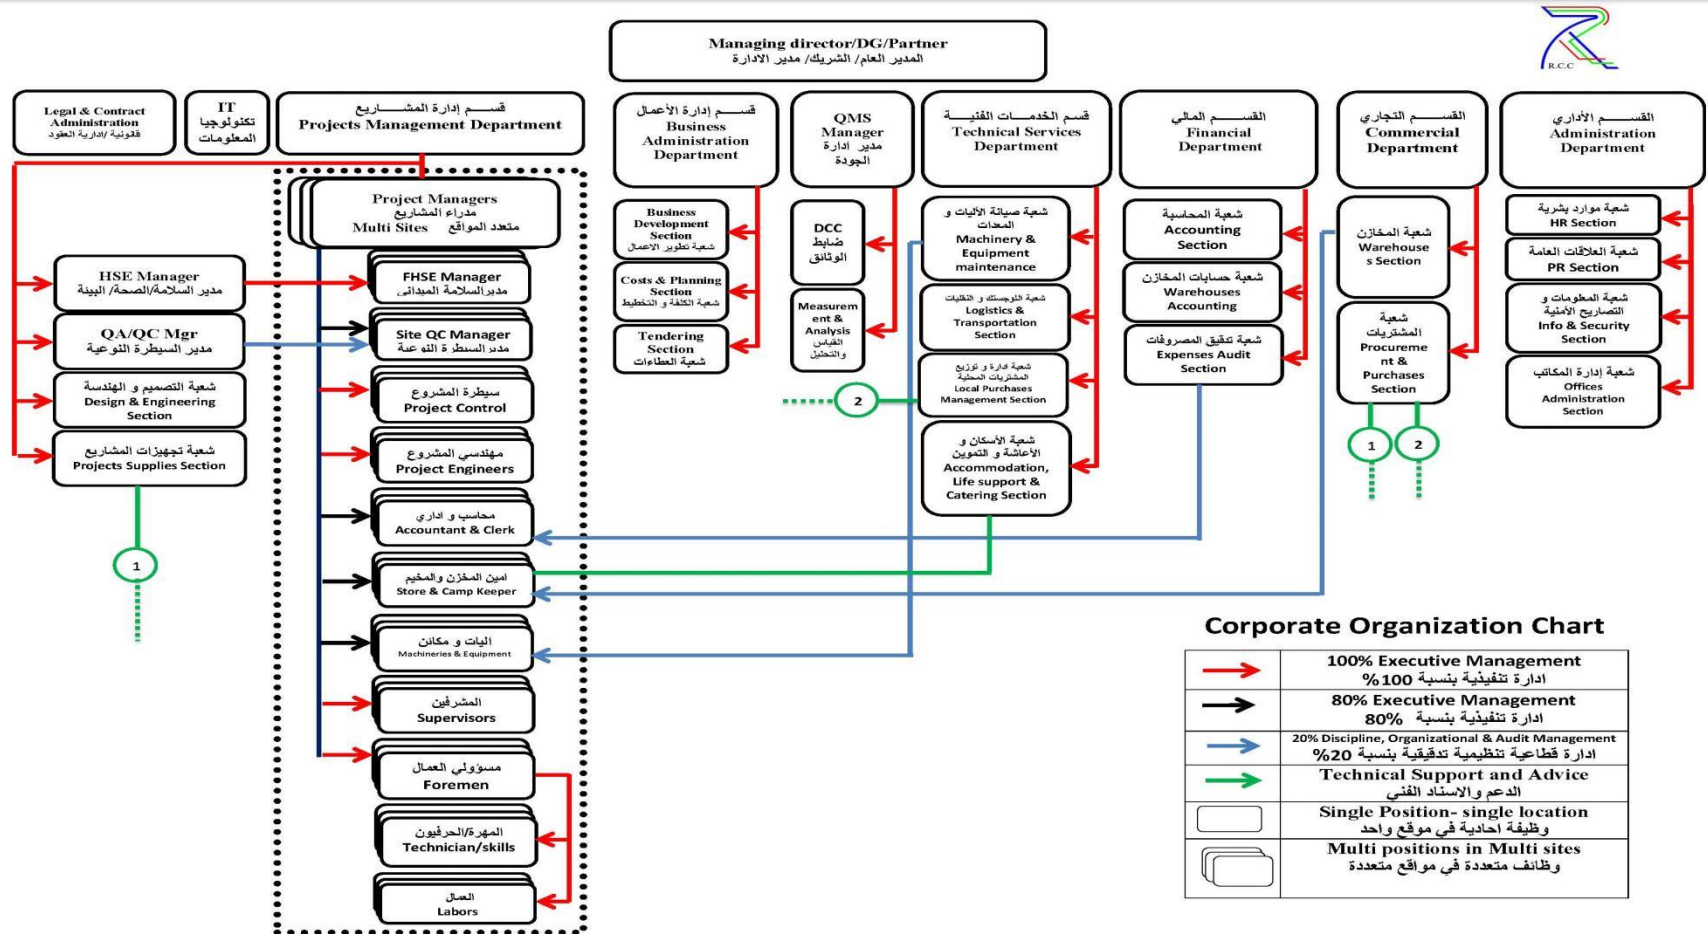 Managing director/DG/Partner
المدير العام/ الشريك/ مدير الادارة
R.C.C
Legal & Contract
Administration
قانونية /ادارية العقود
IT
تكنولوجيا
المعلومات
قســـم إدارة المشـــاريع
Projects Management Department
قســـم إدارة الأعمال
Business
Administration
Department
QMS
Manager
مدير ادارة
الجودة
قسم الخدمـــات الفنيـــة
Technical Services
Department
القســـم المالي
Financial
Department
القســـم التجاري
Commercial
Department
القســـم الأداري
Administration
Department
Project Managers
مدراء المشاريع
Multi Sites متعدد المواقع
HSE Manager
مدير السلامة/الصحة/ البيئة
QA/QC Mgr
مدير السيطرة النوعية
شعبة التصميم و الهندسة
Design & Engineering
Section
شعبة تجهيزات المشاريع
Projects Supplies Section
1
FHSE Manager
مدير السلامة الميدانى
Site QC Manager
مدير السيطرة النوعية
سيطرة المشروع
Project Control
مهندسي المشروع
Project Engineers
محاسب و اداري
Accountant & Clerk
امين المخزن والمخيم
Store & Camp Keeper
اليات و مكائن
Machineries & Equipment
المشرفين
Supervisors
مسؤولي العمال
Foremen
المهرة/الحرفيون
Technician/skills
العمال
Labors
Business
Development
Section
شعبة تطوير الاعمال
Costs & Planning
Section
شعبة الكلفة و التخطيط
Tendering
Section
شعبة العطاءات
DCC
ضابط
الوثائق
Measurem
ent &
Analysis
القياس
والتحليل
2
شعبة صيانة الأليات و
المعدات
Machinery &
Equipment
maintenance
شعبة اللوجستك و النقليات
Logistics &
Transportation
Section
شعبة ادارة و توزيع
المشتريات المحلية
Local Purchases
Management Section
شعبة الأسكان و
الأعاشة و التموين
Accommodation,
Life support &
Catering Section
شعبة المحاسبة
Accounting
Section
شعبة حسابات المخازن
Warehouses
Accounting
شعبة تدقيق المصروفات
Expenses Audit
Section
شعبة المخازن
Warehouse
s Section
شعبة
المشتريات
Procureme
nt &
Purchases
Section
1
2
شعبة موارد بشرية
HR Section
شعبة العلاقات العامة
PR Section
شعبة المعلومات و
التصاريح الأمنية
Info & Security
Section
شعبة إدارة المكاتب
Offices
Administration
Section
Corporate Organization Chart
100% Executive Management
ادارة تنفيذية بنسبة 100%
80% Executive Management
ادارة تنفيذية بنسبة 80%
20% Discipline, Organizational & Audit Management
ادارة قطاعية تنظيمية تدقيقية بنسبة 20%
Technical Support and Advice
الدعم والاسناد الفني
Single Position- single location
وظيفة احادية في موقع واحد
Multi positions in Multi sites
وظائف متعددة في مواقع متعددة